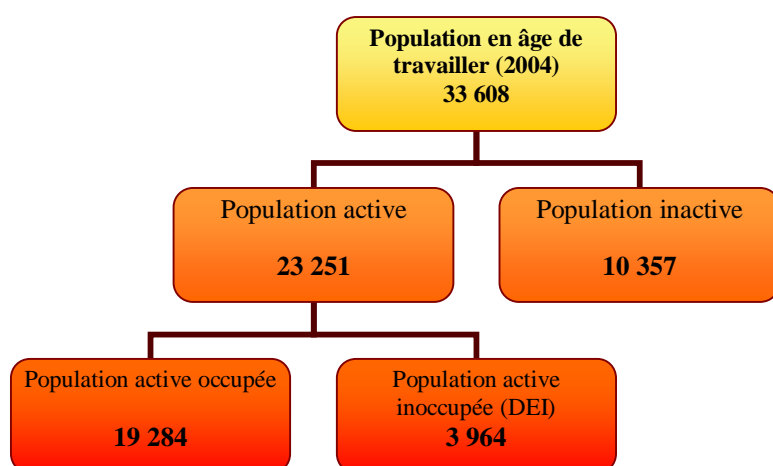 Population en âge de
travailler (2004)
33 608
Population active
23 251
Population inactive
10 357
Population active occupée
19 284
Population active
inoccupée (DEI)
3 964